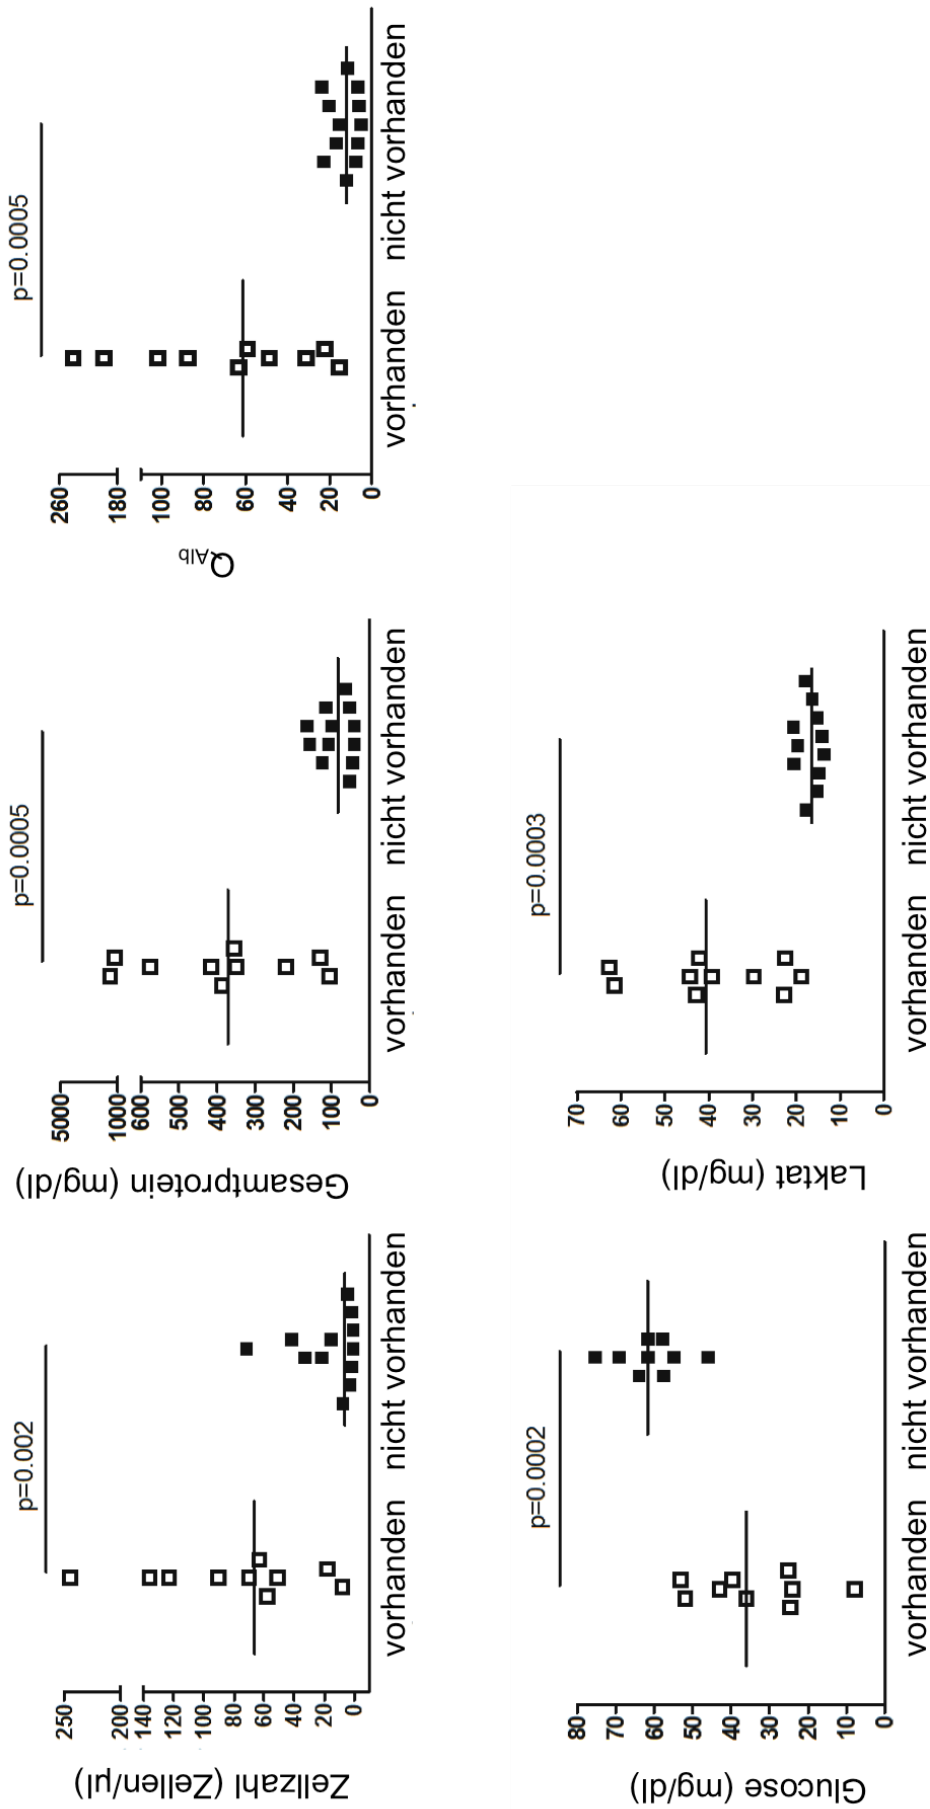 p=0.002
Zellzahl (Zellen/µl)
250
200
140
120
100
80
60
40
20
0
vorhanden nicht vorhanden
p=0.0005
Gesamtprotein (mg/dl)
5000
1000
600
500
400
300
200
100
0
vorhanden nicht vorhanden
p=0.0005
QAlb
260
180
100
80
60
40
20
0
vorhanden nicht vorhanden
p=0.0002
Glucose (mg/dl)
80
70
60
50
40
30
20
10
0
vorhanden nicht vorhanden
p=0.0003
Laktat (mg/dl)
70
60
50
40
30
20
10
0
vorhanden nicht vorhanden